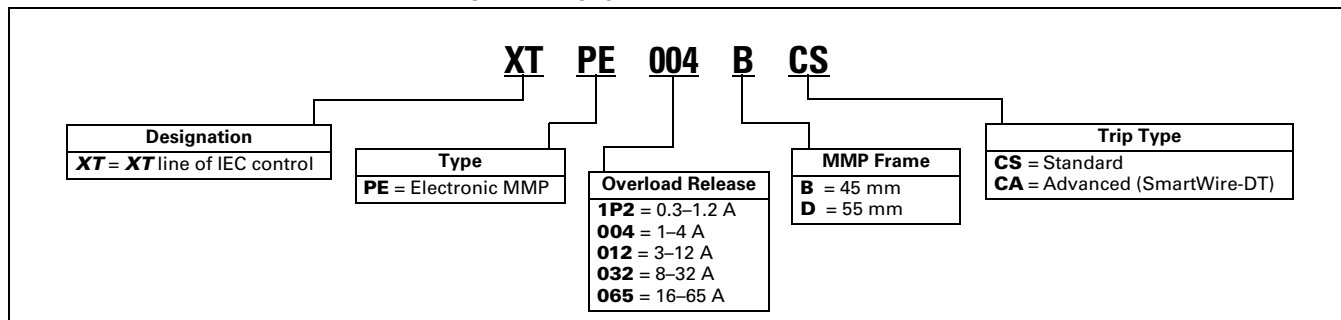 XT PE 004 B CS
Designation
XT = XT line of IEC control
Type
PE = Electronic MMP
Overload Release
1P2 = 0.3–1.2 A
004 = 1–4 A
012 = 3–12 A
032 = 8–32 A
065 = 16–65 A
MMP Frame
B = 45 mm
D = 55 mm
Trip Type
CS = Standard
CA = Advanced (SmartWire-DT)